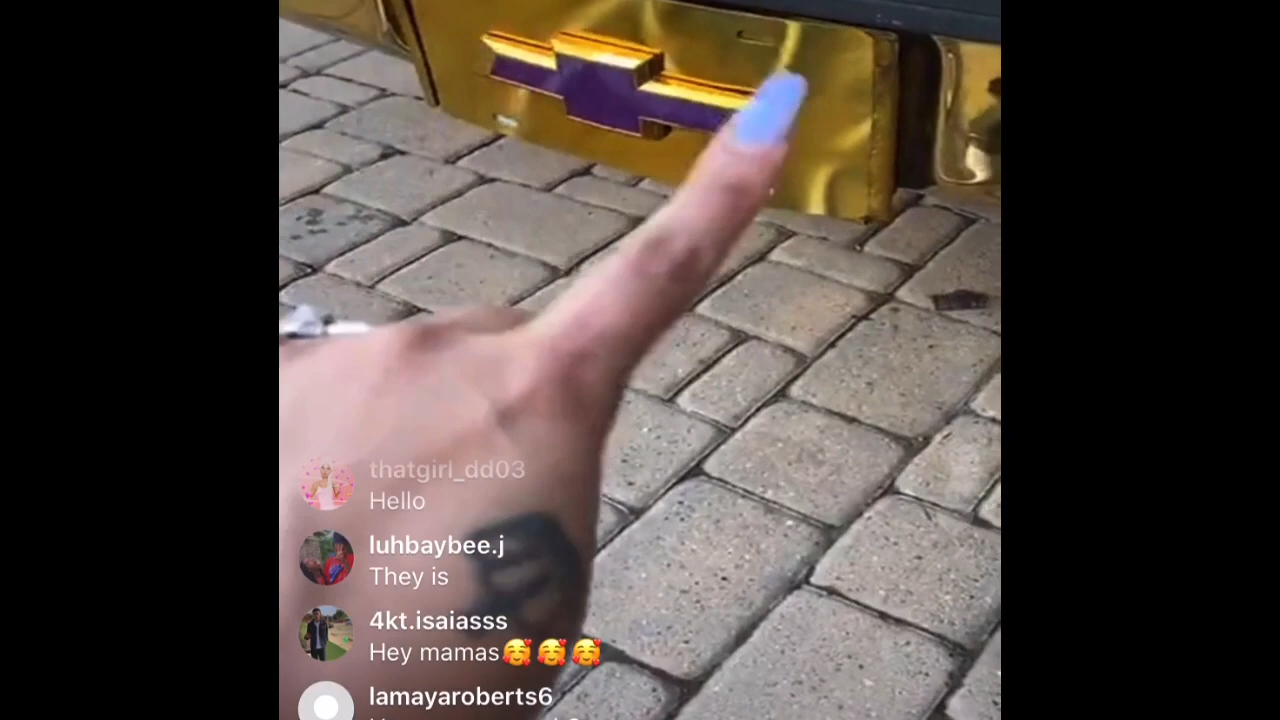 thatgirl_dd03
Hello
luhbaybee.j
They is
4kt.isaiasss
Hey mamas🥰🥰🥰
lamayaroberts6